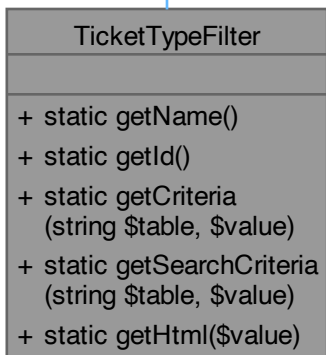 TicketTypeFilter
+ static getName()
+ static getId()
+ static getCriteria
(string $table, $value)
+ static getSearchCriteria
(string $table, $value)
+ static getHtml($value)